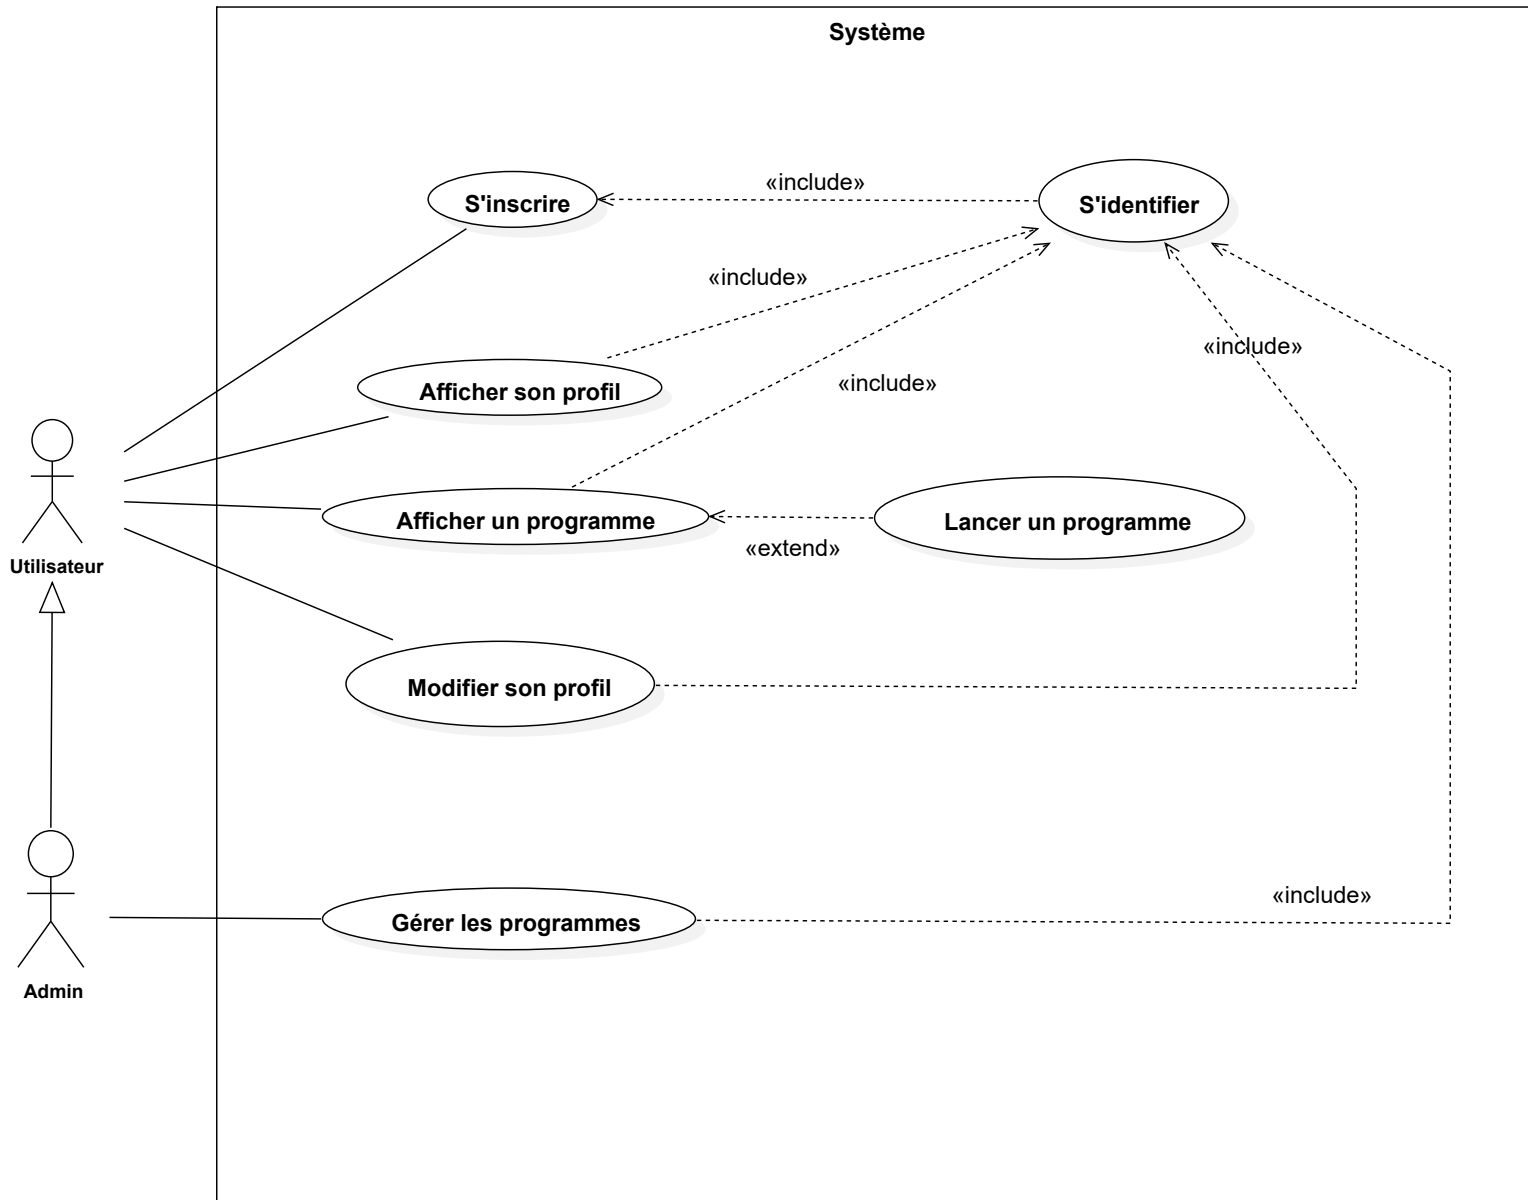 Système
«include»
S'inscrire
S'identifier
«include»
«include»
«include»
Afficher son profil
Afficher un programme
Lancer un programme
«extend»
Utilisateur
Modifier son profil
«include»
Gérer les programmes
Admin